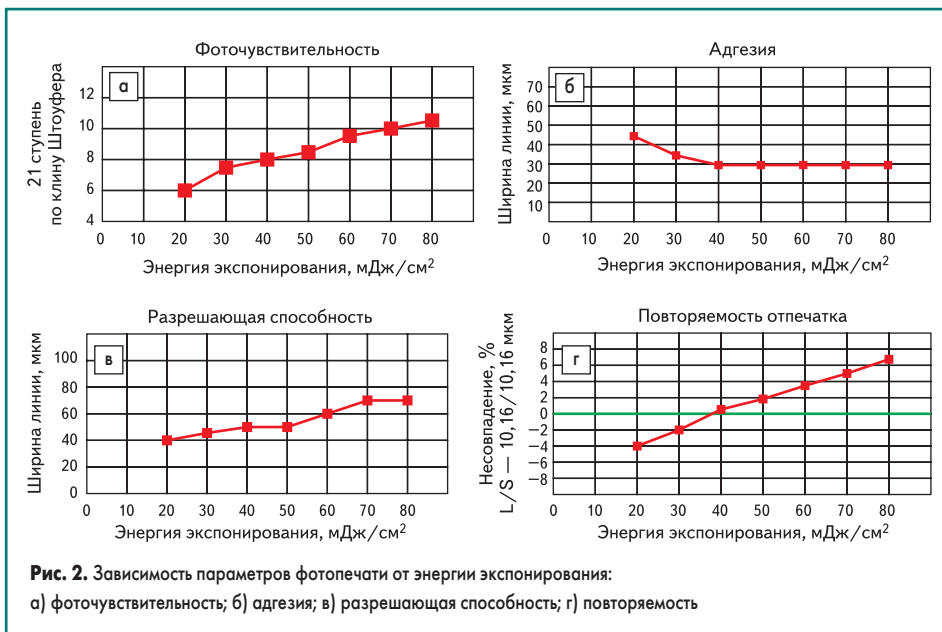 Фоточувствительность
а
21 ступень
по клину Штоуфера
12
10
8
6
4
0 10 20 30 40 50 60 70 80
Энергия экспонирования, мДж/см²
Адгезия
б
Ширина линии, мкм
70
60
50
40
30
20
10
0 10 20 30 40 50 60 70 80
Энергия экспонирования, мДж/см²
Разрешающая способность
в
Ширина линии, мкм
100
80
60
40
20
0
0 10 20 30 40 50 60 70 80
Энергия экспонирования, мДж/см²
Повторяемость отпечатка
г
Несовпадение, %
L/S — 10,16/10,16 мкм
8
6
4
2
0
−2
−4
−6
−8
0 10 20 30 40 50 60 70 80
Энергия экспонирования, мДж/см²
Рис. 2. Зависимость параметров фотопечати от энергии экспонирования:
а) фоточувствительность; б) адгезия; в) разрешающая способность; г) повторяемость